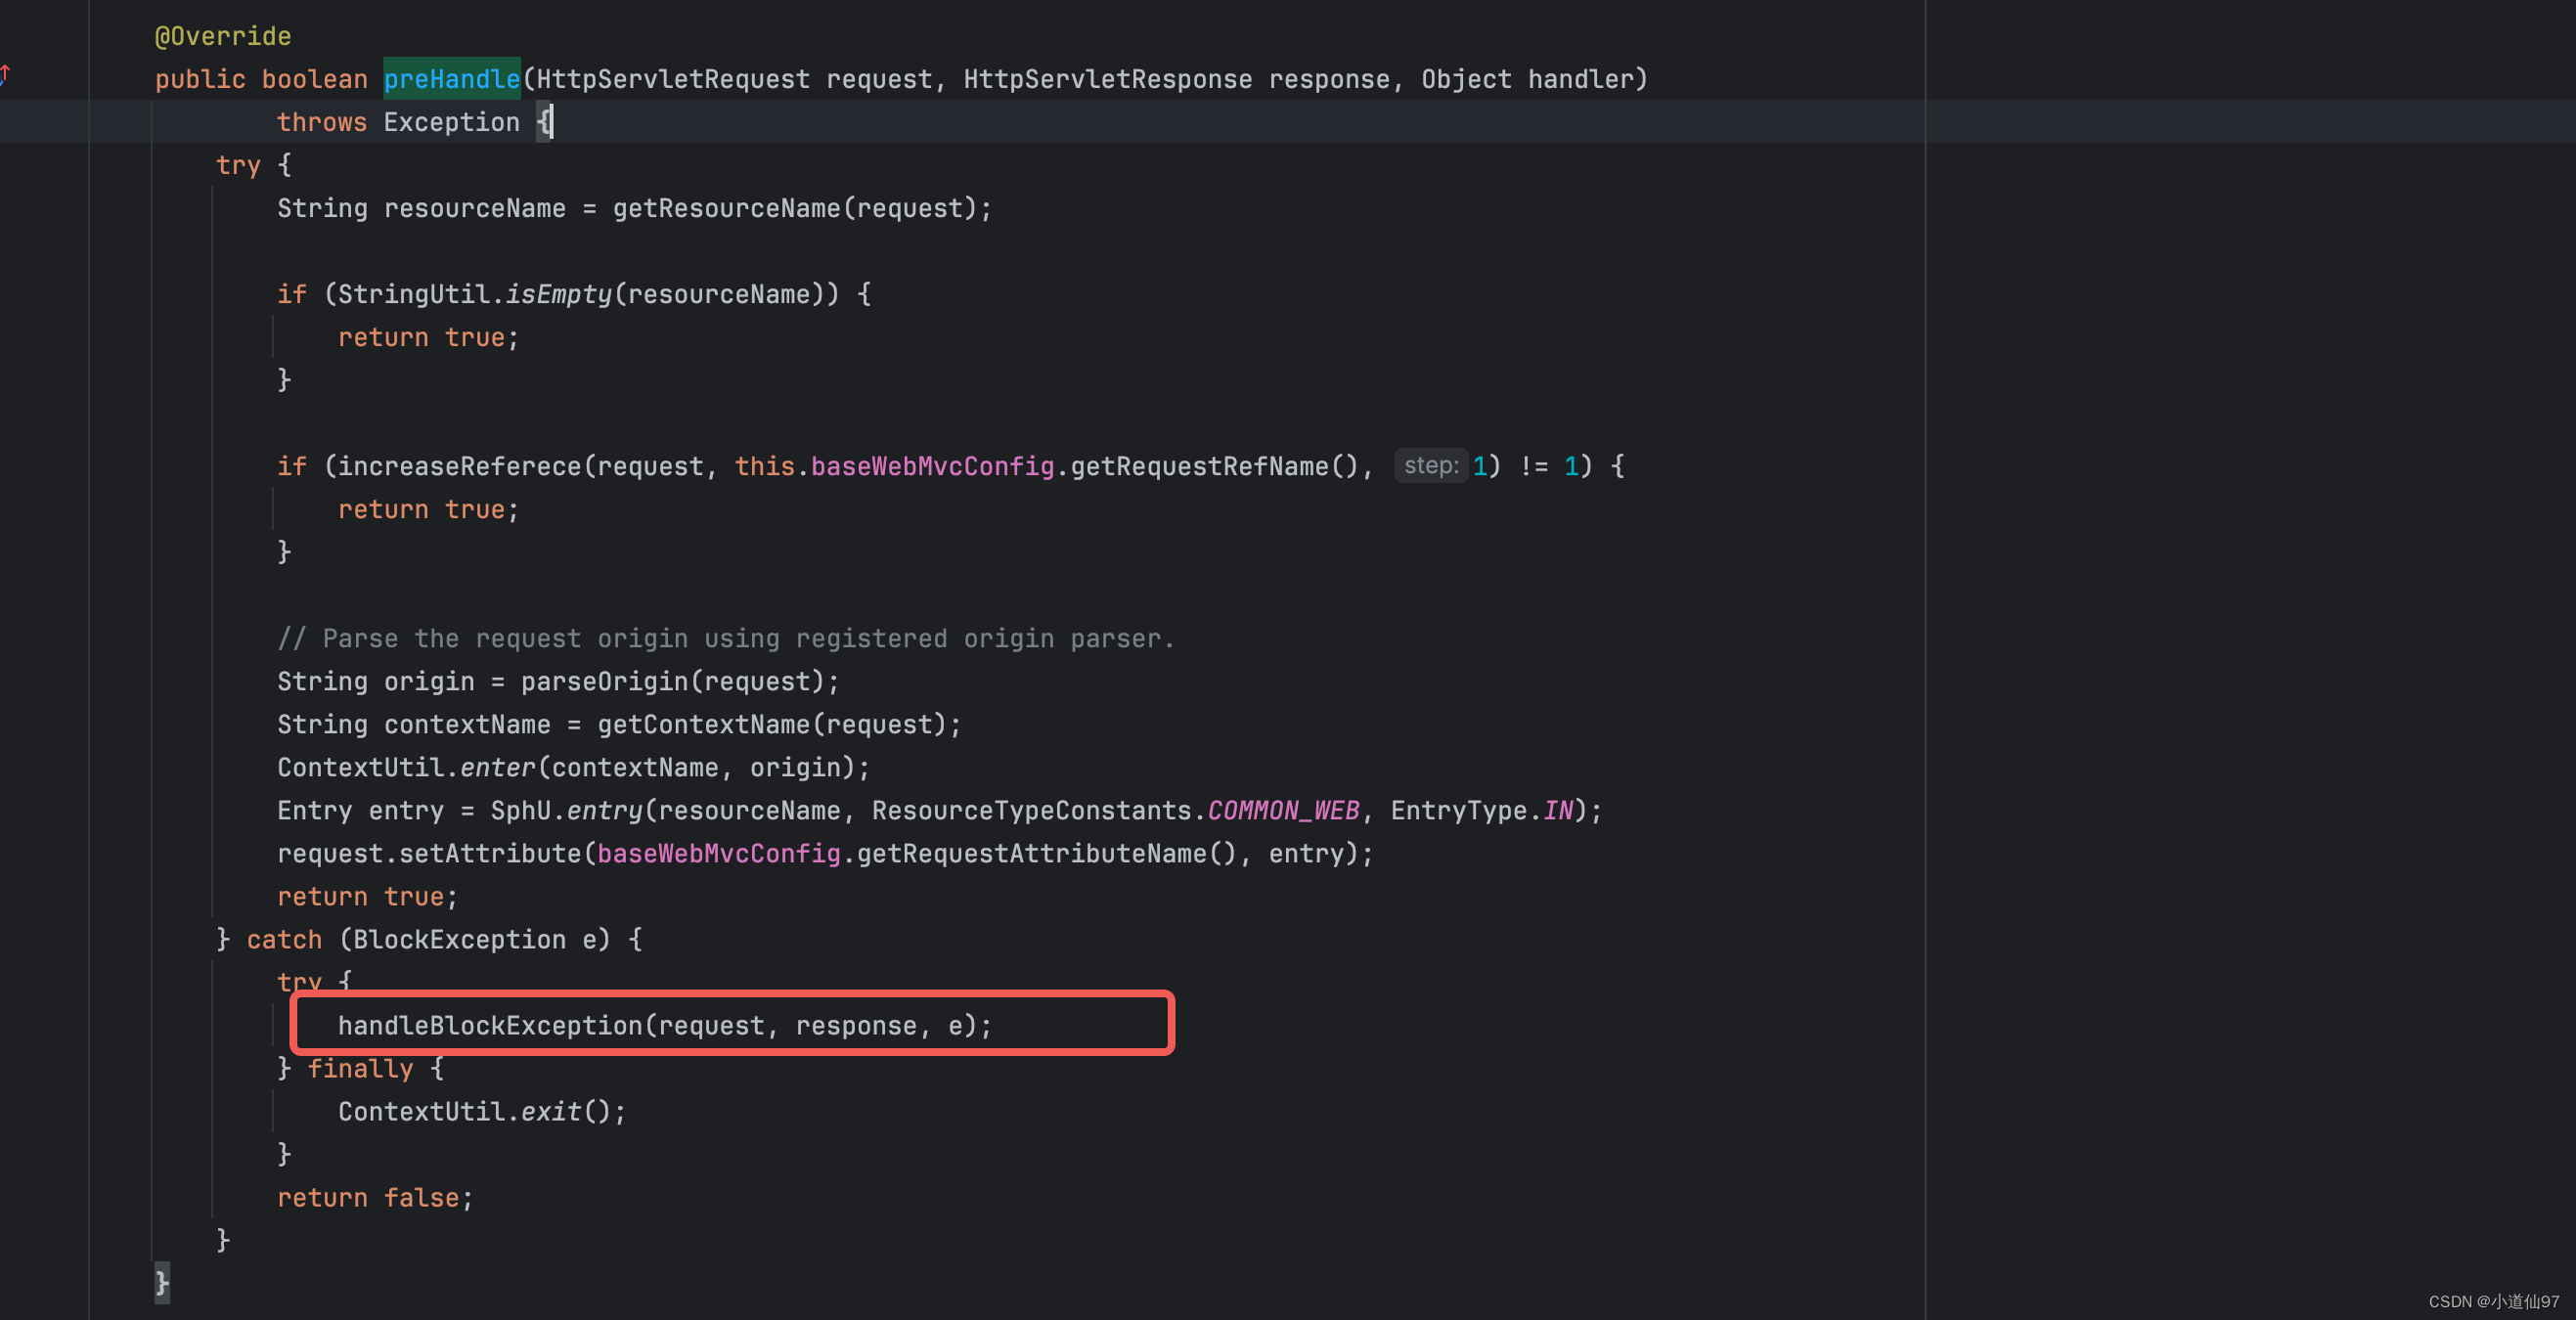 @Override
public boolean preHandle(HttpServletRequest request, HttpServletResponse response, Object handler)
throws Exception {
try {
String resourceName = getResourceName(request);
if (StringUtil.isEmpty(resourceName)) {
return true;
}
if (increaseReferece(request, this.baseWebMvcConfig.getRequestRefName(), step: 1) != 1) {
return true;
}
// Parse the request origin using registered origin parser.
String origin = parseOrigin(request);
String contextName = getContextName(request);
ContextUtil.enter(contextName, origin);
Entry entry = SphU.entry(resourceName, ResourceTypeConstants.COMMON_WEB, EntryType.IN);
request.setAttribute(baseWebMvcConfig.getRequestAttributeName(), entry);
return true;
} catch (BlockException e) {
try {
handleBlockException(request, response, e);
} finally {
ContextUtil.exit();
}
return false;
}
}
CSDN @小道仙97